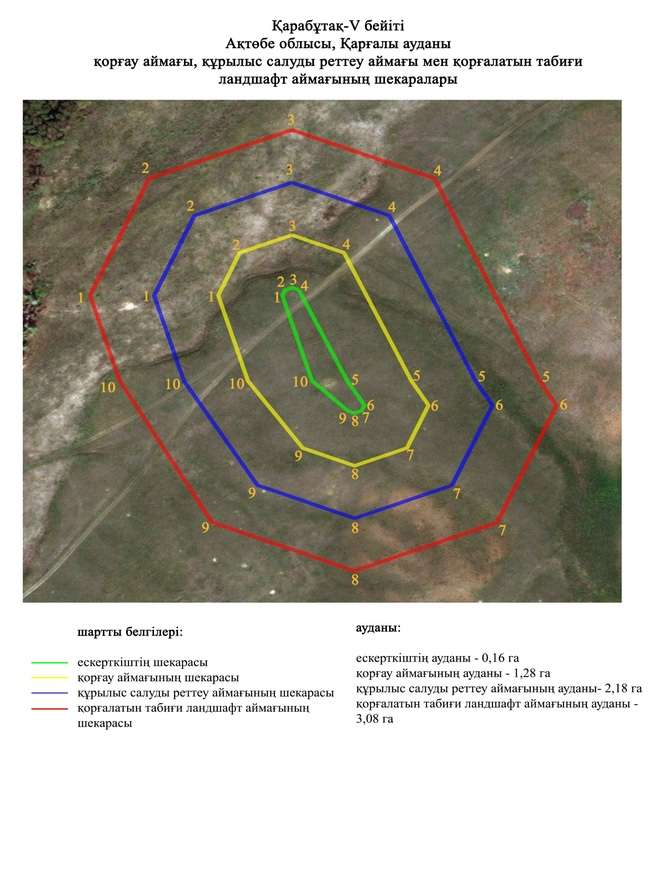 Қарабұтақ-V бейіті
Ақтөбе облысы, Қарғалы ауданы
қорғау аймағы, құрылыс салуды реттеу аймағы мен қорғалатын табиғи
ландшафт аймағының шекаралары
3
2
4
3
2
4
3
2
4
2 3 4
1
1
1
1
10
10
10
10
5
5
5
5
6
6
6
6
9 8 7
9
8
7
9
8
7
9
8
7
шартты белгілері:
ескерткіштің шекарасы
қорғау аймағының шекарасы
құрылыс салуды реттеу аймағының шекарасы
қорғалатын табиғи ландшафт аймағының
шекарасы
ауданы:
ескерткіштің ауданы - 0,16 га
қорғау аймағының ауданы - 1,28 га
құрылыс салуды реттеу аймағының ауданы- 2,18 га
қорғалатын табиғи ландшафт аймағының ауданы -
3,08 га